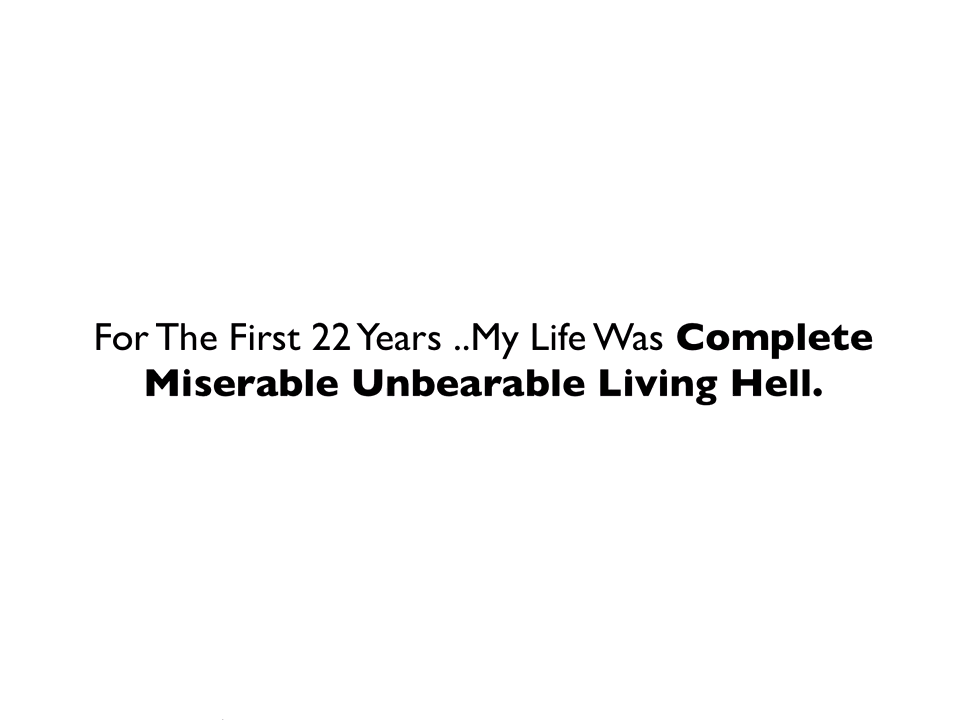 For The First 22 Years ..My Life Was Complete
Miserable Unbearable Living Hell.